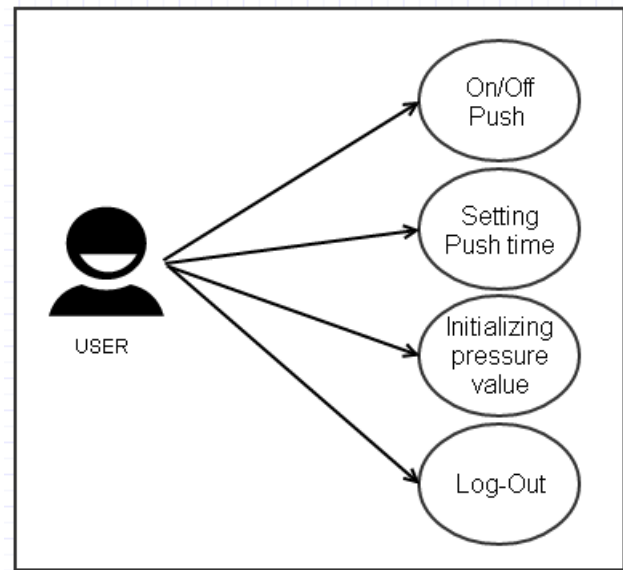 On/Off
Push
Setting
Push time
USER
Initializing
pressure
value
Log-Out